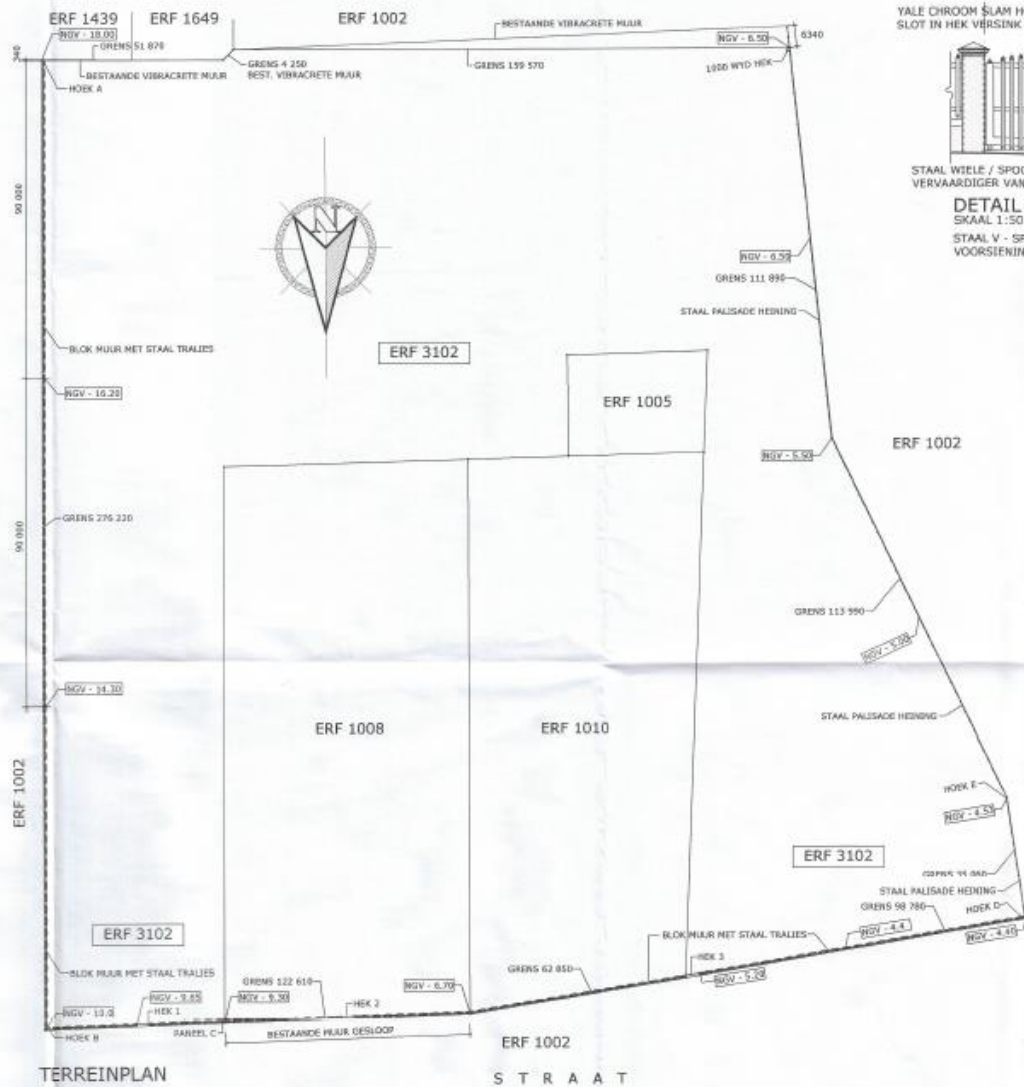 ERF 1439
ERF 1649
ERF 1002
NGV - 18.00
GRENS 51 870
BESTAANDE VIBRACRETE MUUR
HOEK A
GRENS 4 250
BEST. VIBRACRETE MUUR
BESTAANDE VIBRACRETE MUUR
GRENS 159 570
NGV - 6.50
6340
1000 WYD HEK
YALE CHROOM SLAM
SLOT IN HEK VERSINK
STAAL WIELE /
VERVAARDIGER VAN
DETAIL
SKAAL 1:50
STAAL V -
340
90 000
N
NGV - 6.50
GRENS 111 890
STAAL PALISADE HEINING
BLOK MUUR MET STAAL TRALIES
ERF 3102
NGV - 16.20
ERF 1005
ERF 1002
NGV - 5.50
GRENS 276 220
90 000
GRENS 113 990
NGV - 5.00
NGV - 14.30
ERF 1008
ERF 1010
STAAL PALISADE HEINING
ERF 1002
HOEK E
NGV - 4.53
ERF 3102
STAAL PALISADE HEINING
GRENS 98 780
HOEK D
NGV - 4.40
NGV - 4.4
ERF 3102
BLOK MUUR MET STAAL TRALIES
HEK 3
NGV - 5.20
BLOK MUUR MET STAAL TRALIES
GRENS 62 850
GRENS 122 610
NGV - 6.70
NGV - 9.85
NGV - 9.30
HEK 2
NGV - 10.0
HEK 1
HOEK B
PANEEL C
BESTAANDE MUUR GESLOOP
ERF 1002
TERREINPLAN
STRAAT